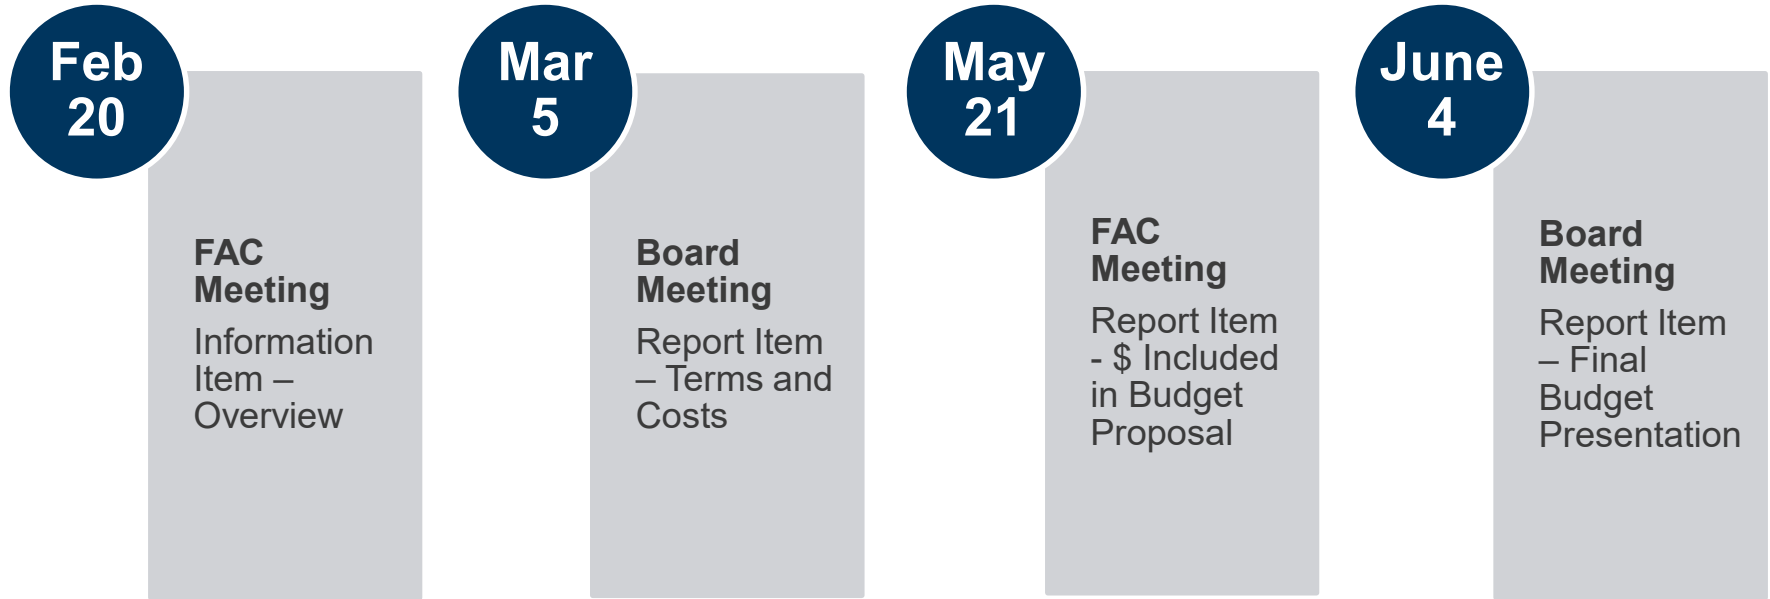 Feb
20
FAC
Meeting
Information
Item –
Overview
Mar
5
Board
Meeting
Report Item
– Terms and
Costs
May
21
FAC
Meeting
Report Item
- $ Included
in Budget
Proposal
June
4
Board
Meeting
Report Item
– Final
Budget
Presentation